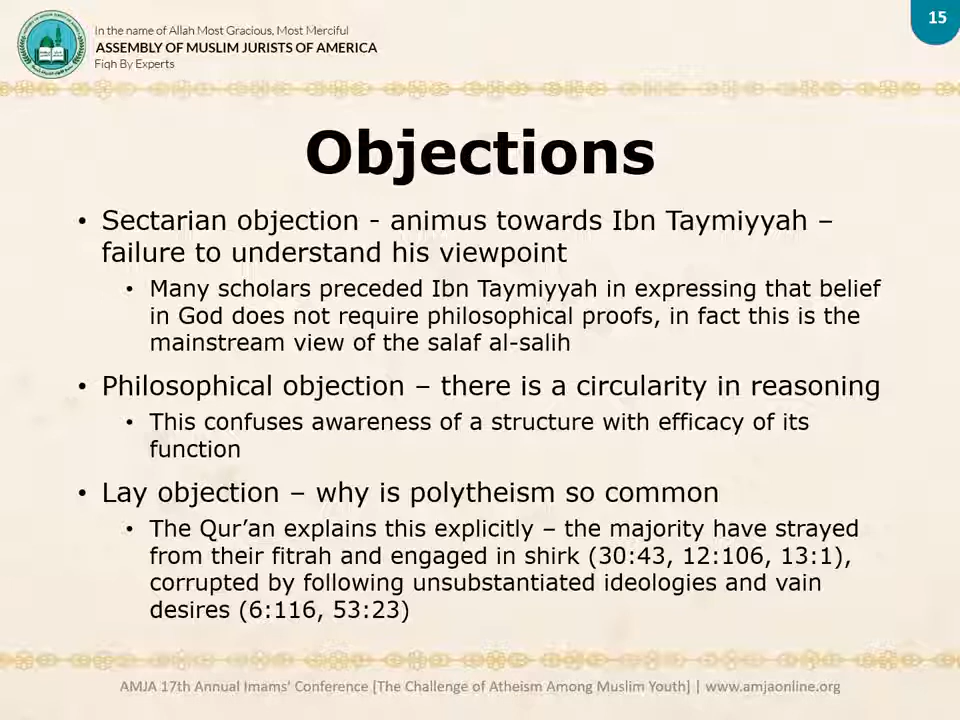 15
In the name of Allah Most Gracious, Most Merciful
ASSEMBLY OF MUSLIM JURISTS OF AMERICA
Fiqh By Experts
Objections
• Sectarian objection - animus towards Ibn Taymiyyah –
failure to understand his viewpoint
• Many scholars preceded Ibn Taymiyyah in expressing that belief
in God does not require philosophical proofs, in fact this is the
mainstream view of the salaf al-salih
• Philosophical objection – there is a circularity in reasoning
• This confuses awareness of a structure with efficacy of its
function
• Lay objection – why is polytheism so common
• The Qur’an explains this explicitly – the majority have strayed
from their fitrah and engaged in shirk (30:43, 12:106, 13:1),
corrupted by following unsubstantiated ideologies and vain
desires (6:116, 53:23)
AMJA 17th Annual Imams' Conference [The Challenge of Atheism Among Muslim Youth] | www.amjaonline.org